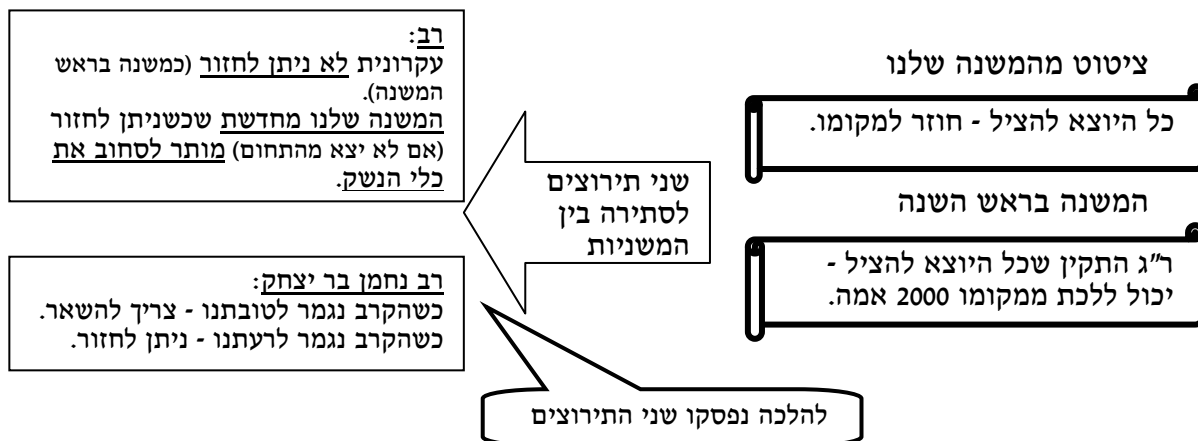 ציטוט מהמשנה שלנו
כל היוצא להציל - חוזר למקומו.
המשנה בראש השנה
ר"ג התקין שכל היוצא להציל -
יכול ללכת ממקומו 2000 אמה.
שני תירוצים
לסתירה בין
המשניות
רב:
עקרונית לא ניתן לחזור (כמשנה בראש
המשנה).
המשנה שלנו מחדשת שכשניתן לחזור
(אם לא יצא מהתחום) מותר לסחוב את
כלי הנשק.
רב נחמן בר יצחק:
כשהקרב נגמר לטובתנו - צריך להשאר.
כשהקרב נגמר לרעתנו - ניתן לחזור.
להלכה נפסקו שני התירוצים